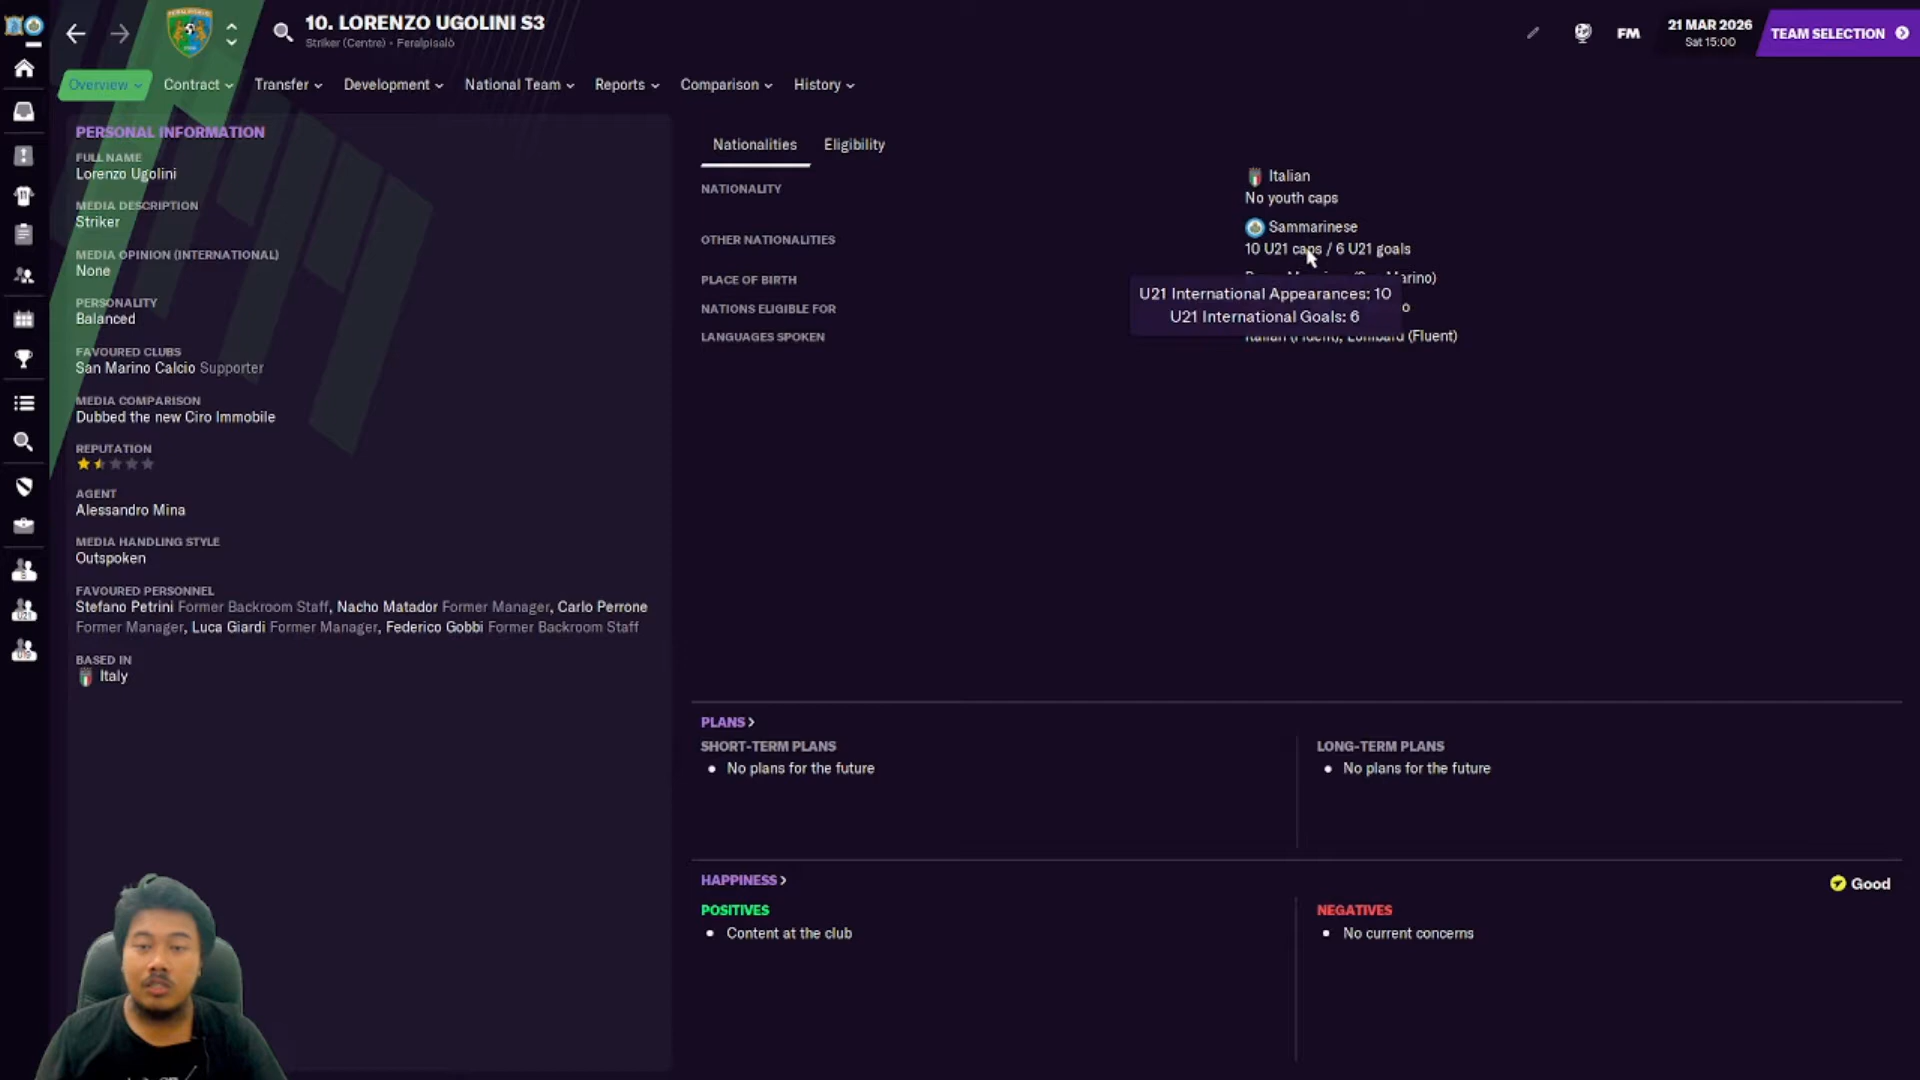 10. LORENZO UGOLINI S3
Striker (Centre) - Feralpisalò
FM
21 MAR 2026
Sat 15:00
TEAM SELECTION
Overview
Contract
Transfer
Development
National Team
Reports
Comparison
History
PERSONAL INFORMATION
FULL NAME
Lorenzo Ugolini
MEDIA DESCRIPTION
Striker
MEDIA OPINION (INTERNATIONAL)
None
PERSONALITY
Balanced
FAVOURED CLUBS
San Marino Calcio Supporter
MEDIA COMPARISON
Dubbed the new Ciro Immobile
REPUTATION
AGENT
Alessandro Mina
MEDIA HANDLING STYLE
Outspoken
FAVOURED PERSONNEL
Stefano Petrini Former Backroom Staff, Nacho Matador Former Manager, Carlo Perrone
Former Manager, Luca Giardi Former Manager, Federico Gobbi Former Backroom Staff
BASED IN
Italy
Nationalities
Eligibility
NATIONALITY
Italian
No youth caps
OTHER NATIONALITIES
Sammarinese
10 U21 caps / 6 U21 goals
PLACE OF BIRTH
NATIONS ELIGIBLE FOR
LANGUAGES SPOKEN
Italian (Fluent), Lombard (Fluent)
U21 International Appearances: 10
U21 International Goals: 6
PLANS >
SHORT-TERM PLANS
• No plans for the future
LONG-TERM PLANS
• No plans for the future
HAPPINESS >
Good
POSITIVES
• Content at the club
NEGATIVES
• No current concerns